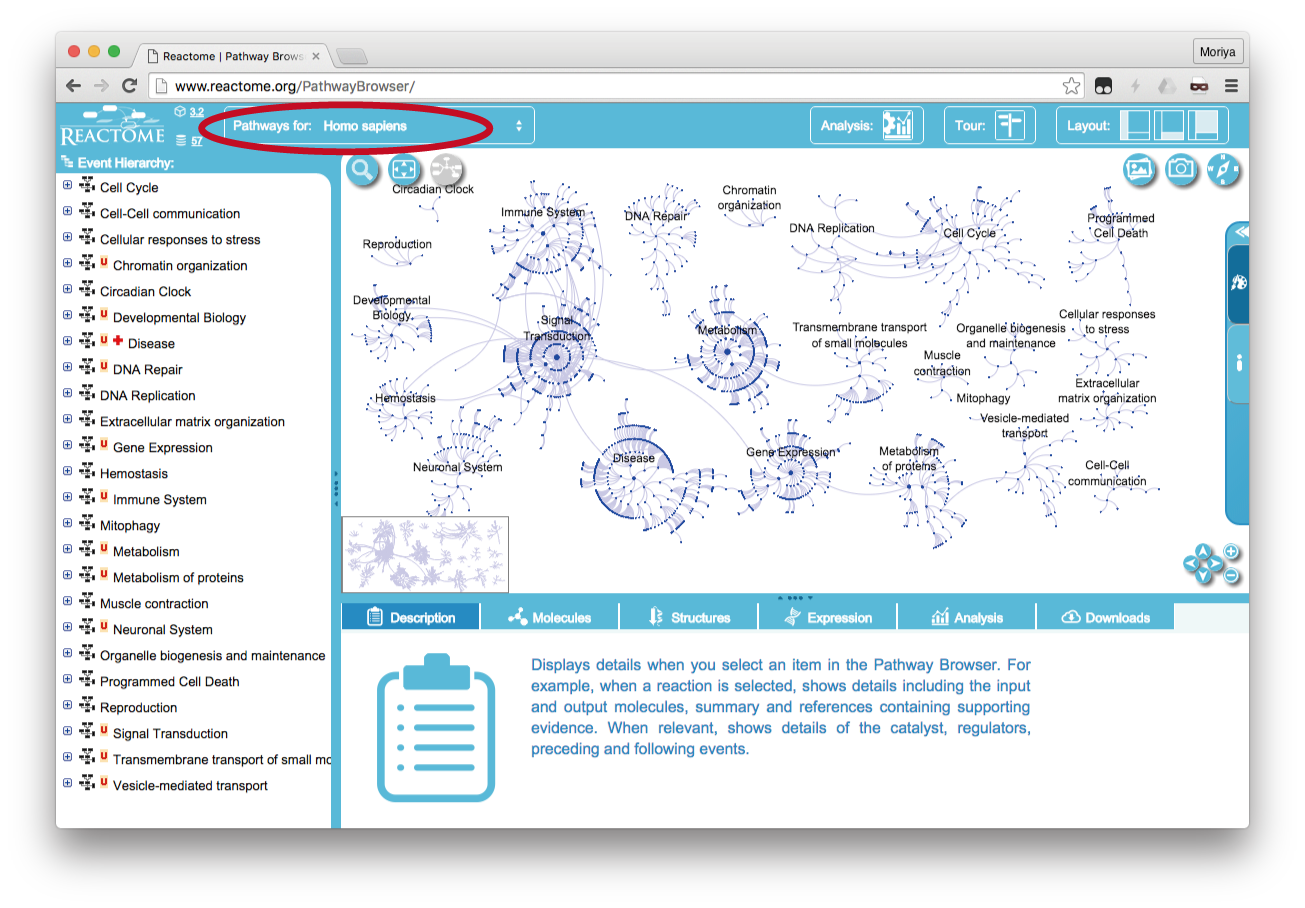 Reactome | Pathway Brows
Moriya
www.reactome.org/PathwayBrowser/
REACTOME
3.2
57
Pathways for: Homo sapiens
Analysis:
Tour:
Layout:
Event Hierarchy:
Cell Cycle
Cell-Cell communication
Cellular responses to stress
U Chromatin organization
Circadian Clock
U Developmental Biology
U Disease
U DNA Repair
DNA Replication
Extracellular matrix organization
U Gene Expression
Hemostasis
U Immune System
Mitophagy
U Metabolism
U Metabolism of proteins
Muscle contraction
U Neuronal System
Organelle biogenesis and maintenance
Programmed Cell Death
Reproduction
U Signal Transduction
U Transmembrane transport of small mo
U Vesicle-mediated transport
Circadian Clock
Immune System
DNA Repair
Chromatin
organization
DNA Replication
Cell Cycle
Programmed
Cell Death
Reproduction
Developmental
Biology
Signal
Transduction
Metabolism
Transmembrane transport
of small molecules
Organelle biogenesis
and maintenance
Cellular responses
to stress
Muscle
contraction
Mitophagy
Extracellular
matrix organization
Hemostasis
Vesicle-mediated
transport
Neuronal System
Disease
Gene Expression
Metabolism
of proteins
Cell-Cell
communication
N
W
E
S
Description
Molecules
Structures
Expression
Analysis
Downloads
Displays details when you select an item in the Pathway Browser. For
example, when a reaction is selected, shows details including the input
and output molecules, summary and references containing supporting
evidence. When relevant, shows details of the catalyst, regulators,
preceding and following events.